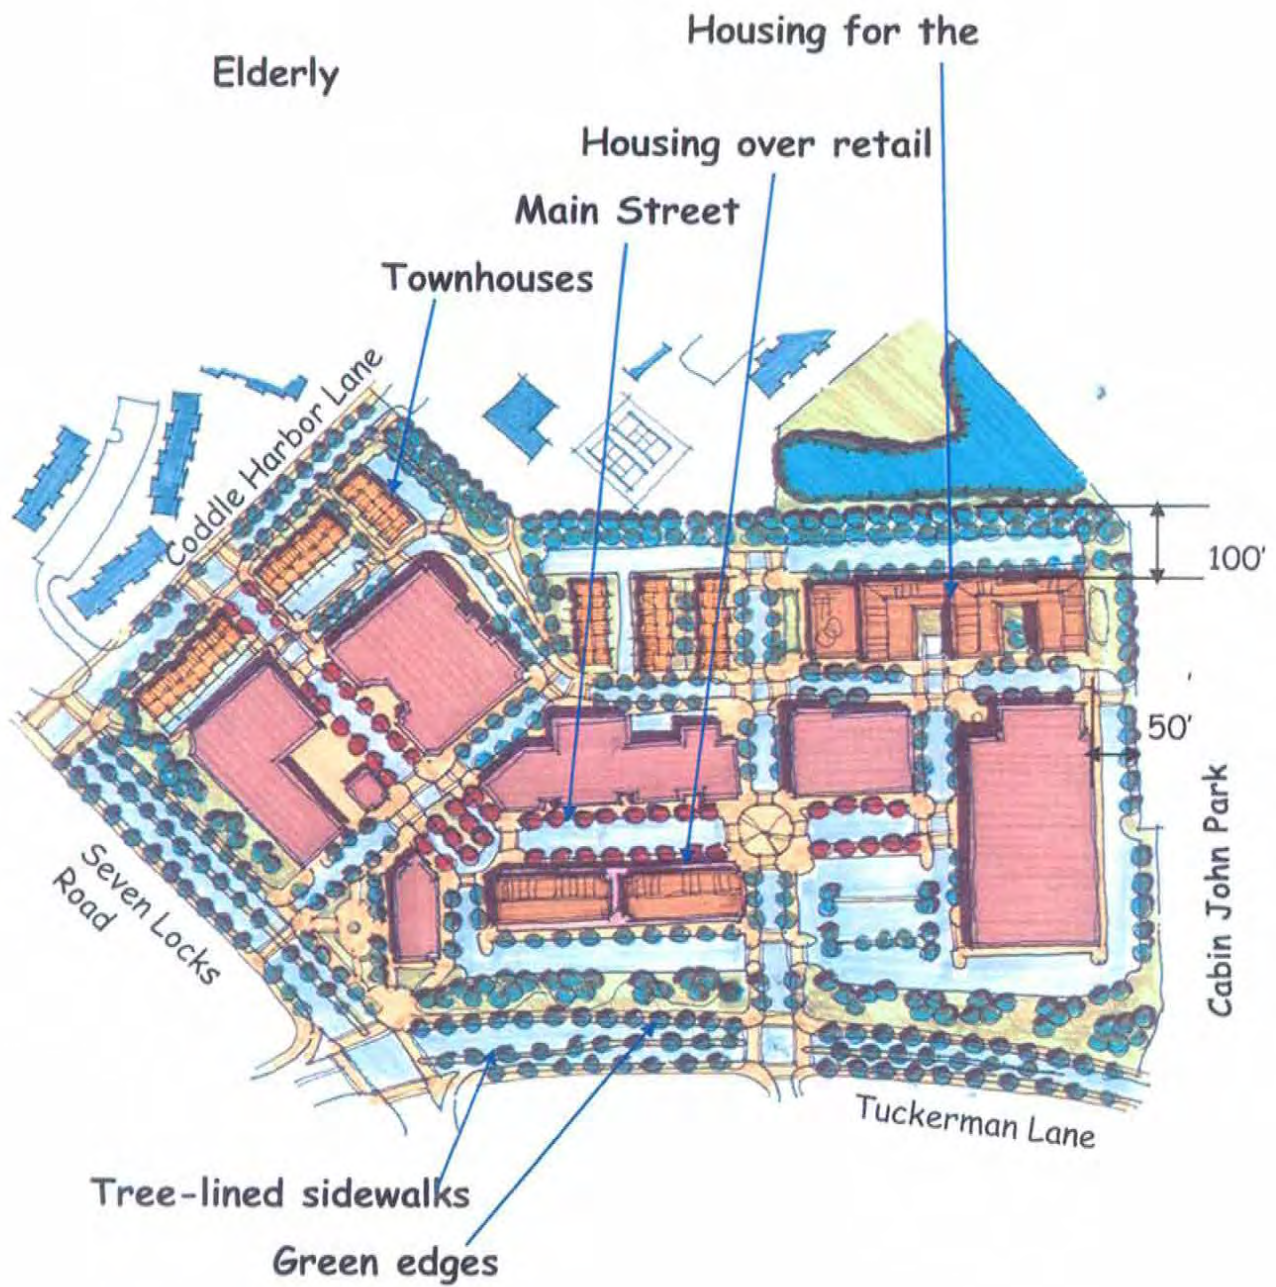 Housing for the
Elderly
Housing over retail
Main Street
Townhouses
Coddle Harbor Lane
100'
50'
Seven Locks
Road
Cabin John Park
Tuckerman Lane
Tree-lined sidewalks
Green edges